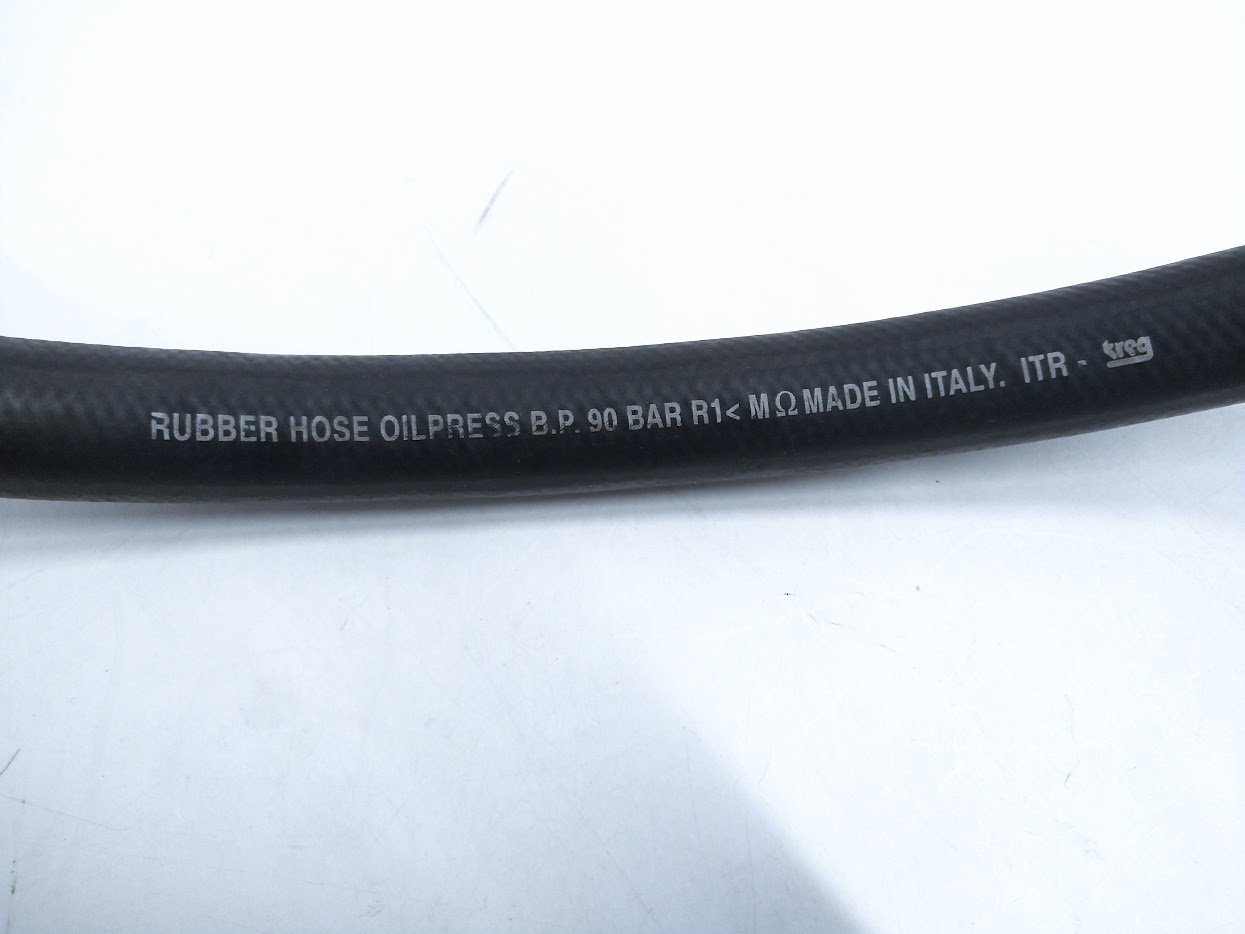 RUBBER HOSE OILPRESS B.P. 90 BAR R1< MΩ MADE IN ITALY. ITR - treg